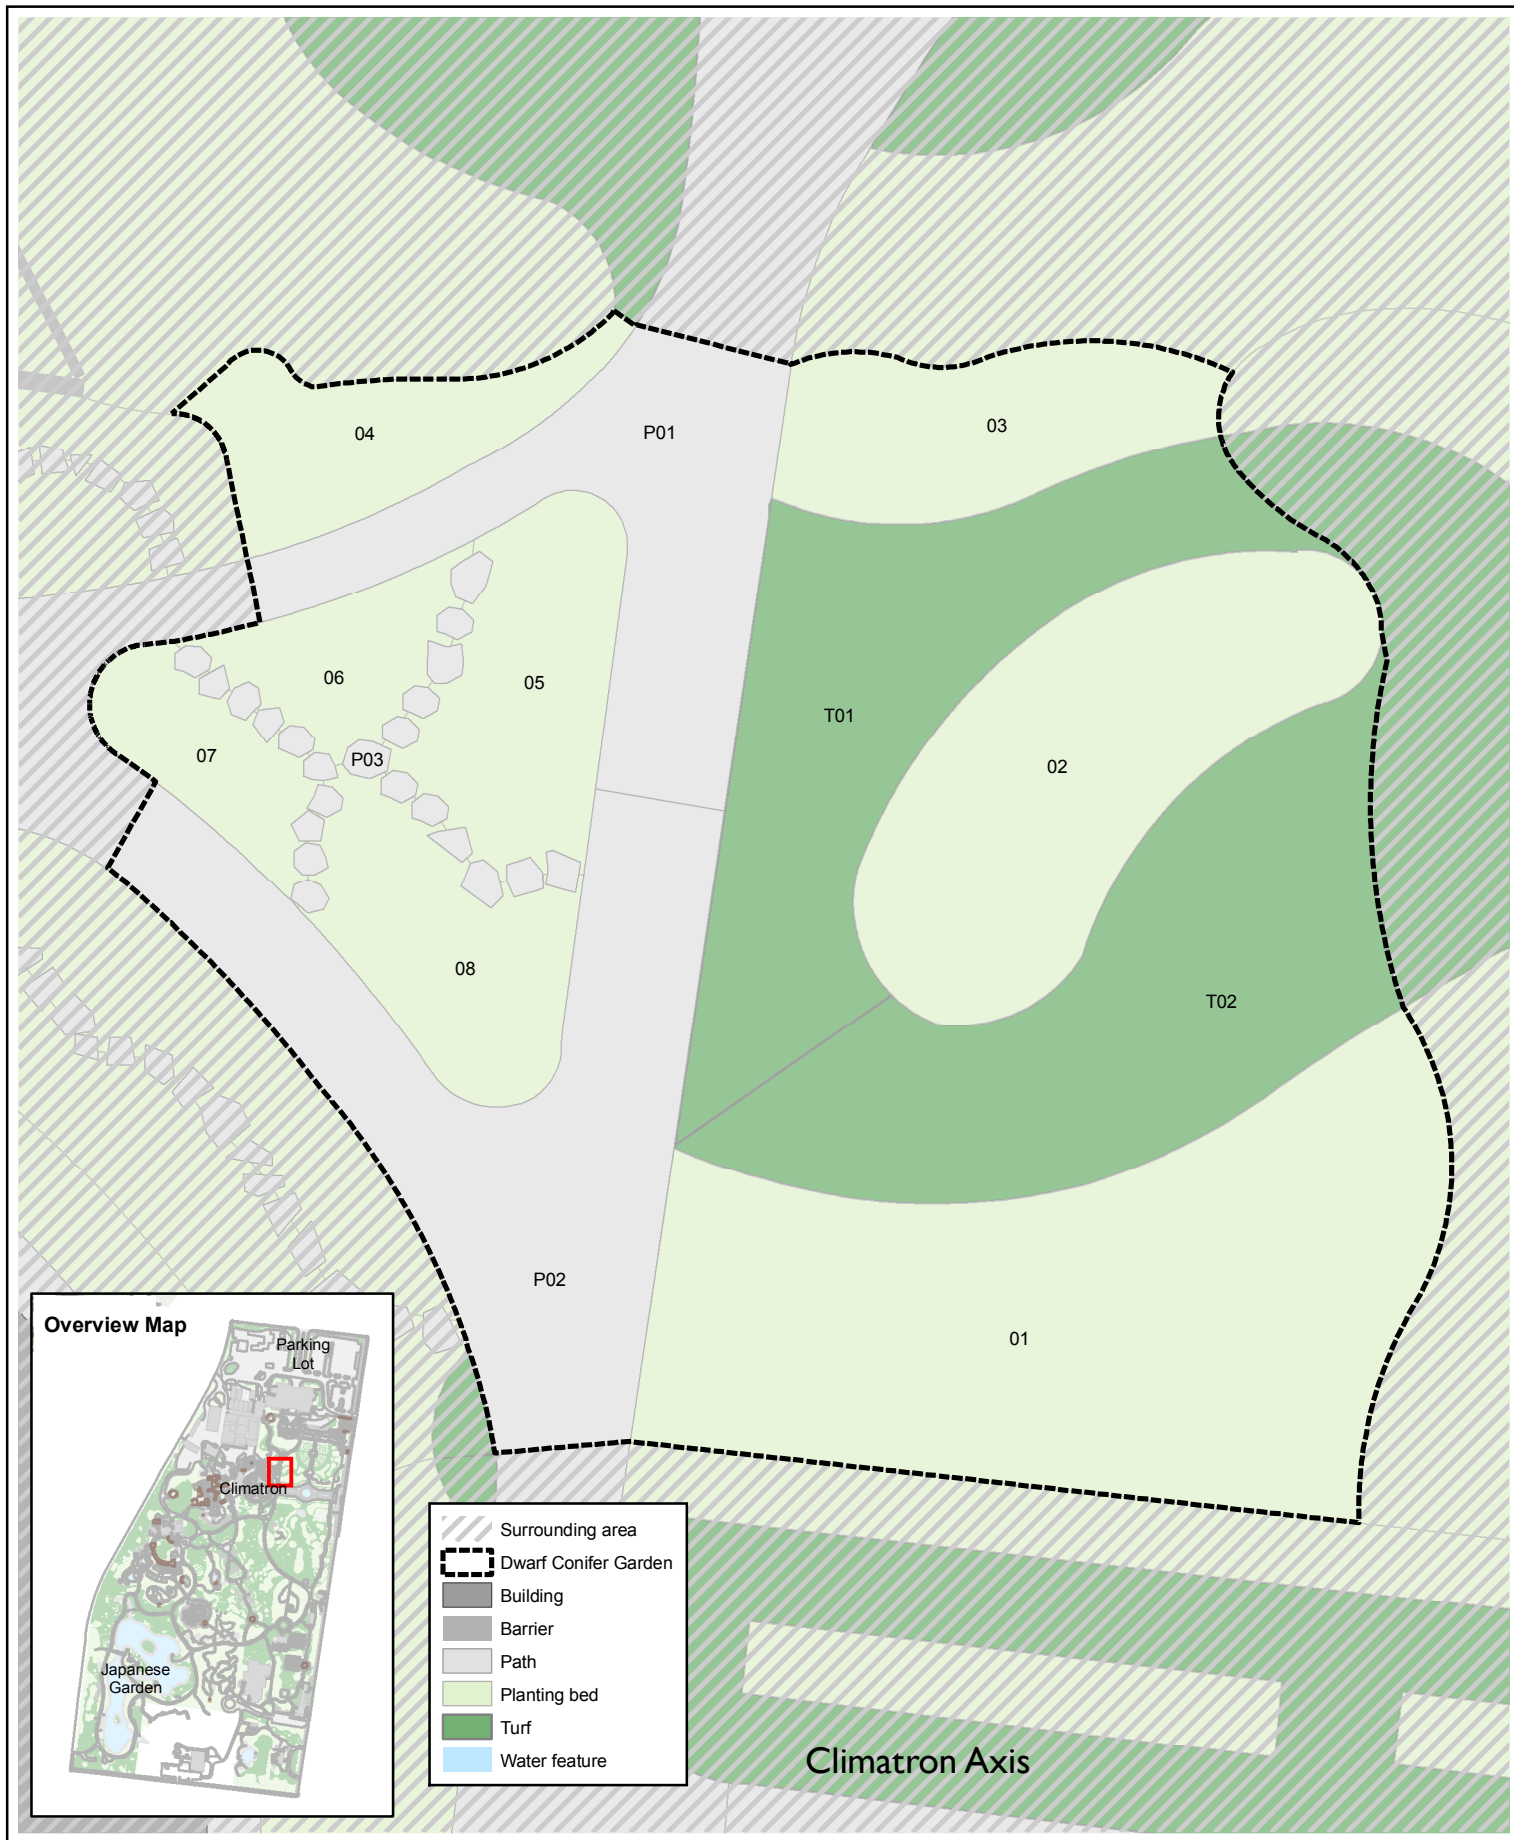 04
P01
03
06
05
T01
07
P03
02
08
T02
P02
01
Overview Map
Parking
Lot
Climatron
Japanese
Garden
Surrounding area
Dwarf Conifer Garden
Building
Barrier
Path
Planting bed
Turf
Water feature
Climatron Axis